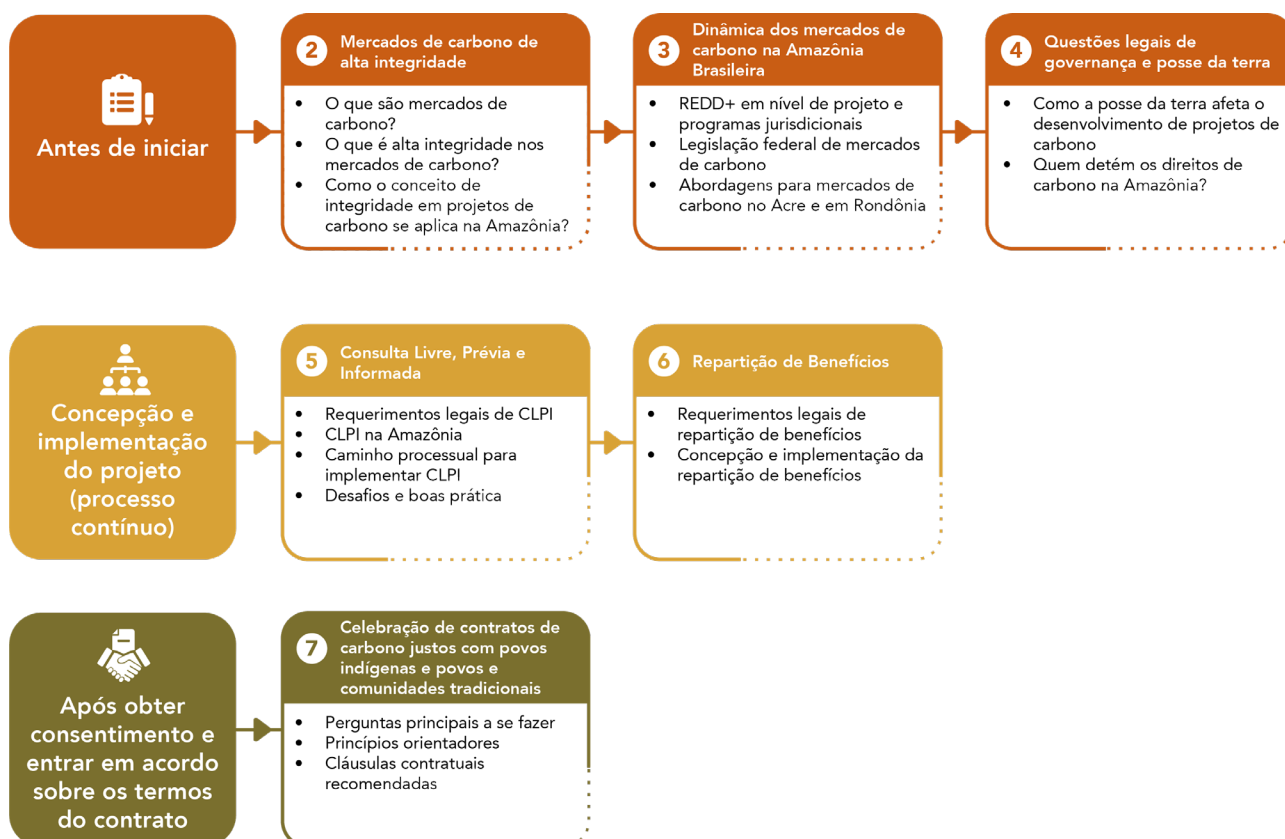 Antes de iniciar
2
Mercados de carbono de
alta integridade
• O que são mercados de
carbono?
• O que é alta integridade nos
mercados de carbono?
• Como o conceito de
integridade em projetos de
carbono se aplica na Amazônia?
3
Dinâmica dos mercados de
carbono na Amazônia
Brasileira
• REDD+ em nível de projeto e
programas jurisdicionais
• Legislação federal de mercados
de carbono
• Abordagens para mercados de
carbono no Acre e em Rondônia
4
Questões legais de
governança e posse da terra
• Como a posse da terra afeta o
desenvolvimento de projetos de
carbono
• Quem detém os direitos de
carbono na Amazônia?
Concepção e
implementação
do projeto
(processo
contínuo)
5
Consulta Livre, Prévia e
Informada
• Requerimentos legais de CLPI
• CLPI na Amazônia
• Caminho processual para
implementar CLPI
• Desafios e boas prática
6
Repartição de Benefícios
• Requerimentos legais de
repartição de benefícios
• Concepção e implementação da
repartição de benefícios
Após obter
consentimento e
entrar em acordo
sobre os termos
do contrato
7
Celebração de contratos de
carbono justos com povos
indígenas e povos e
comunidades tradicionais
• Perguntas principais a se fazer
• Princípios orientadores
• Cláusulas contratuais
recomendadas